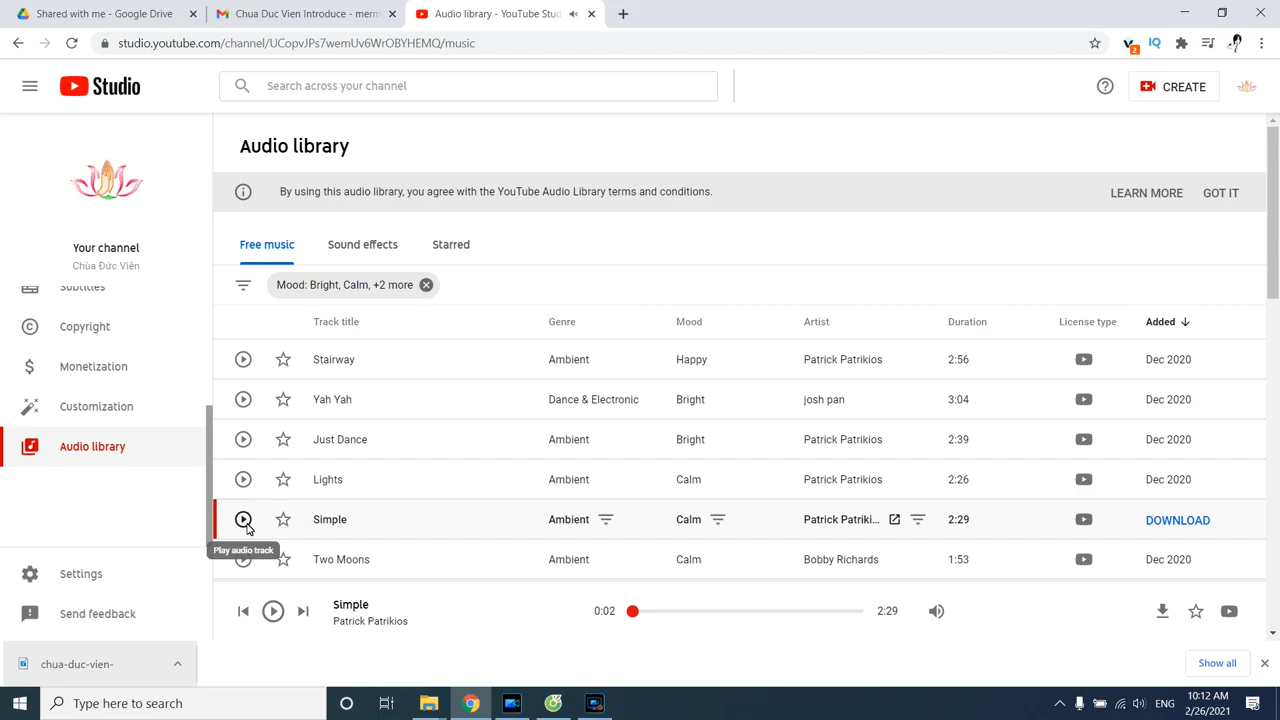 Shared with me - Google Drive
Chua Duc Vien Introduce - merm
Audio library - YouTube Stud
studio.youtube.com/channel/UCopvJPs7wemUv6WrOBYHEMQ/music
2
IQ
Studio
Search across your channel
CREATE
Your channel
Chùa Đức Viên
Subtitles
Copyright
Monetization
Customization
Audio library
Settings
Send feedback
Audio library
By using this audio library, you agree with the YouTube Audio Library terms and conditions.
LEARN MORE
GOT IT
Free music
Sound effects
Starred
Mood: Bright, Calm, +2 more
Track title Genre Mood Artist Duration License type Added
Stairway Ambient Happy Patrick Patrikios 2:56 Dec 2020
Yah Yah Dance & Electronic Bright josh pan 3:04 Dec 2020
Just Dance Ambient Bright Patrick Patrikios 2:39 Dec 2020
Lights Ambient Calm Patrick Patrikios 2:26 Dec 2020
Simple Ambient Calm Patrick Patriki... 2:29 DOWNLOAD
Play audio track
Two Moons Ambient Calm Bobby Richards 1:53 Dec 2020
Simple
Patrick Patrikios
0:02
2:29
chua-duc-vien-
Show all
Type here to search
ENG
10:12 AM
2/26/2021